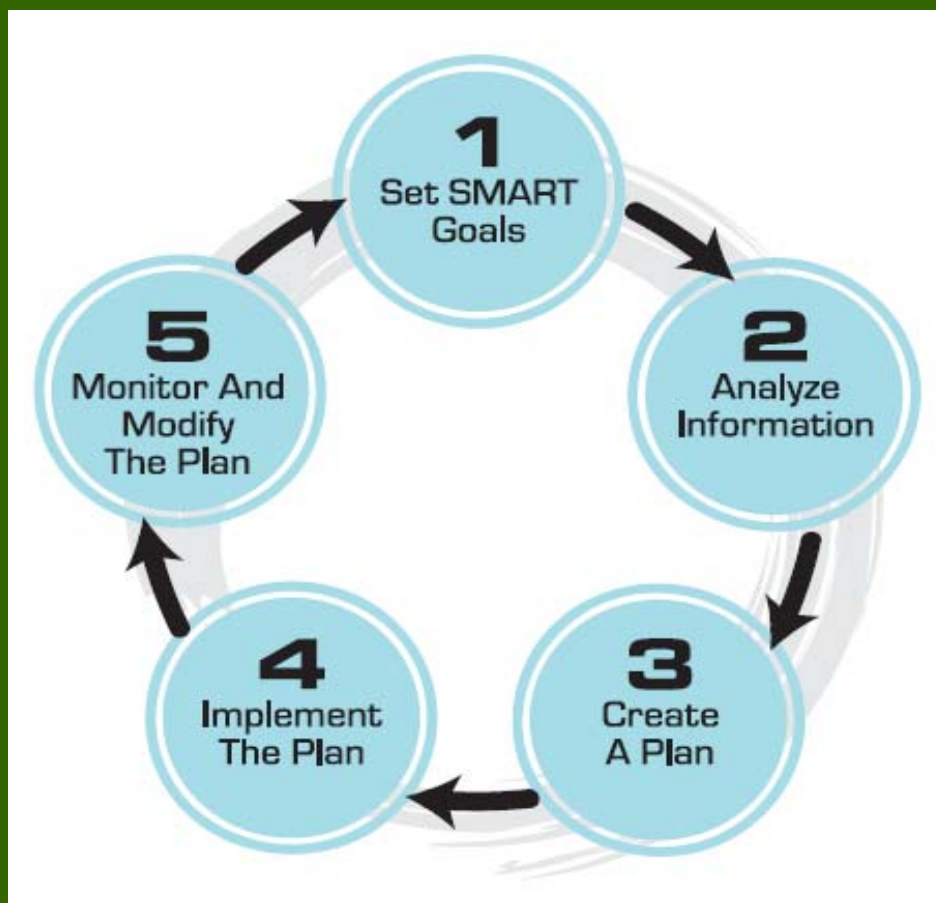 1
Set SMART
Goals
2
Analyze
Information
3
Create
A Plan
4
Implement
The Plan
5
Monitor And
Modify
The Plan